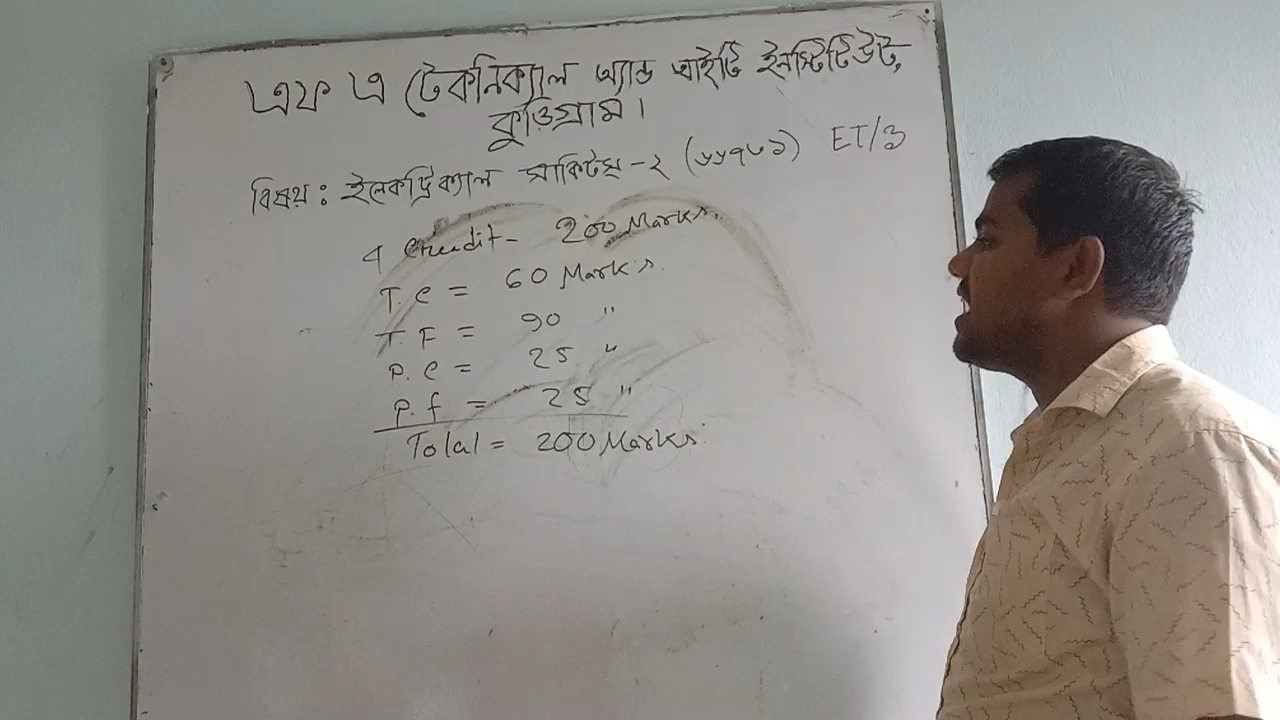 এফ এ টেকনিক্যাল অ্যান্ড আইটি ইনস্টিটিউট,
কুড়িগ্রাম।
বিষয়: ইলেকট্রিক্যাল সার্কিটস্ -২ (৬৬৭৩১) ET/3
4 Credit- 200 Marks.
T. C = 60 Marks.
T. F = 90 "
P. C = 25 "
P. f = 25 "
Total = 200 Marks.